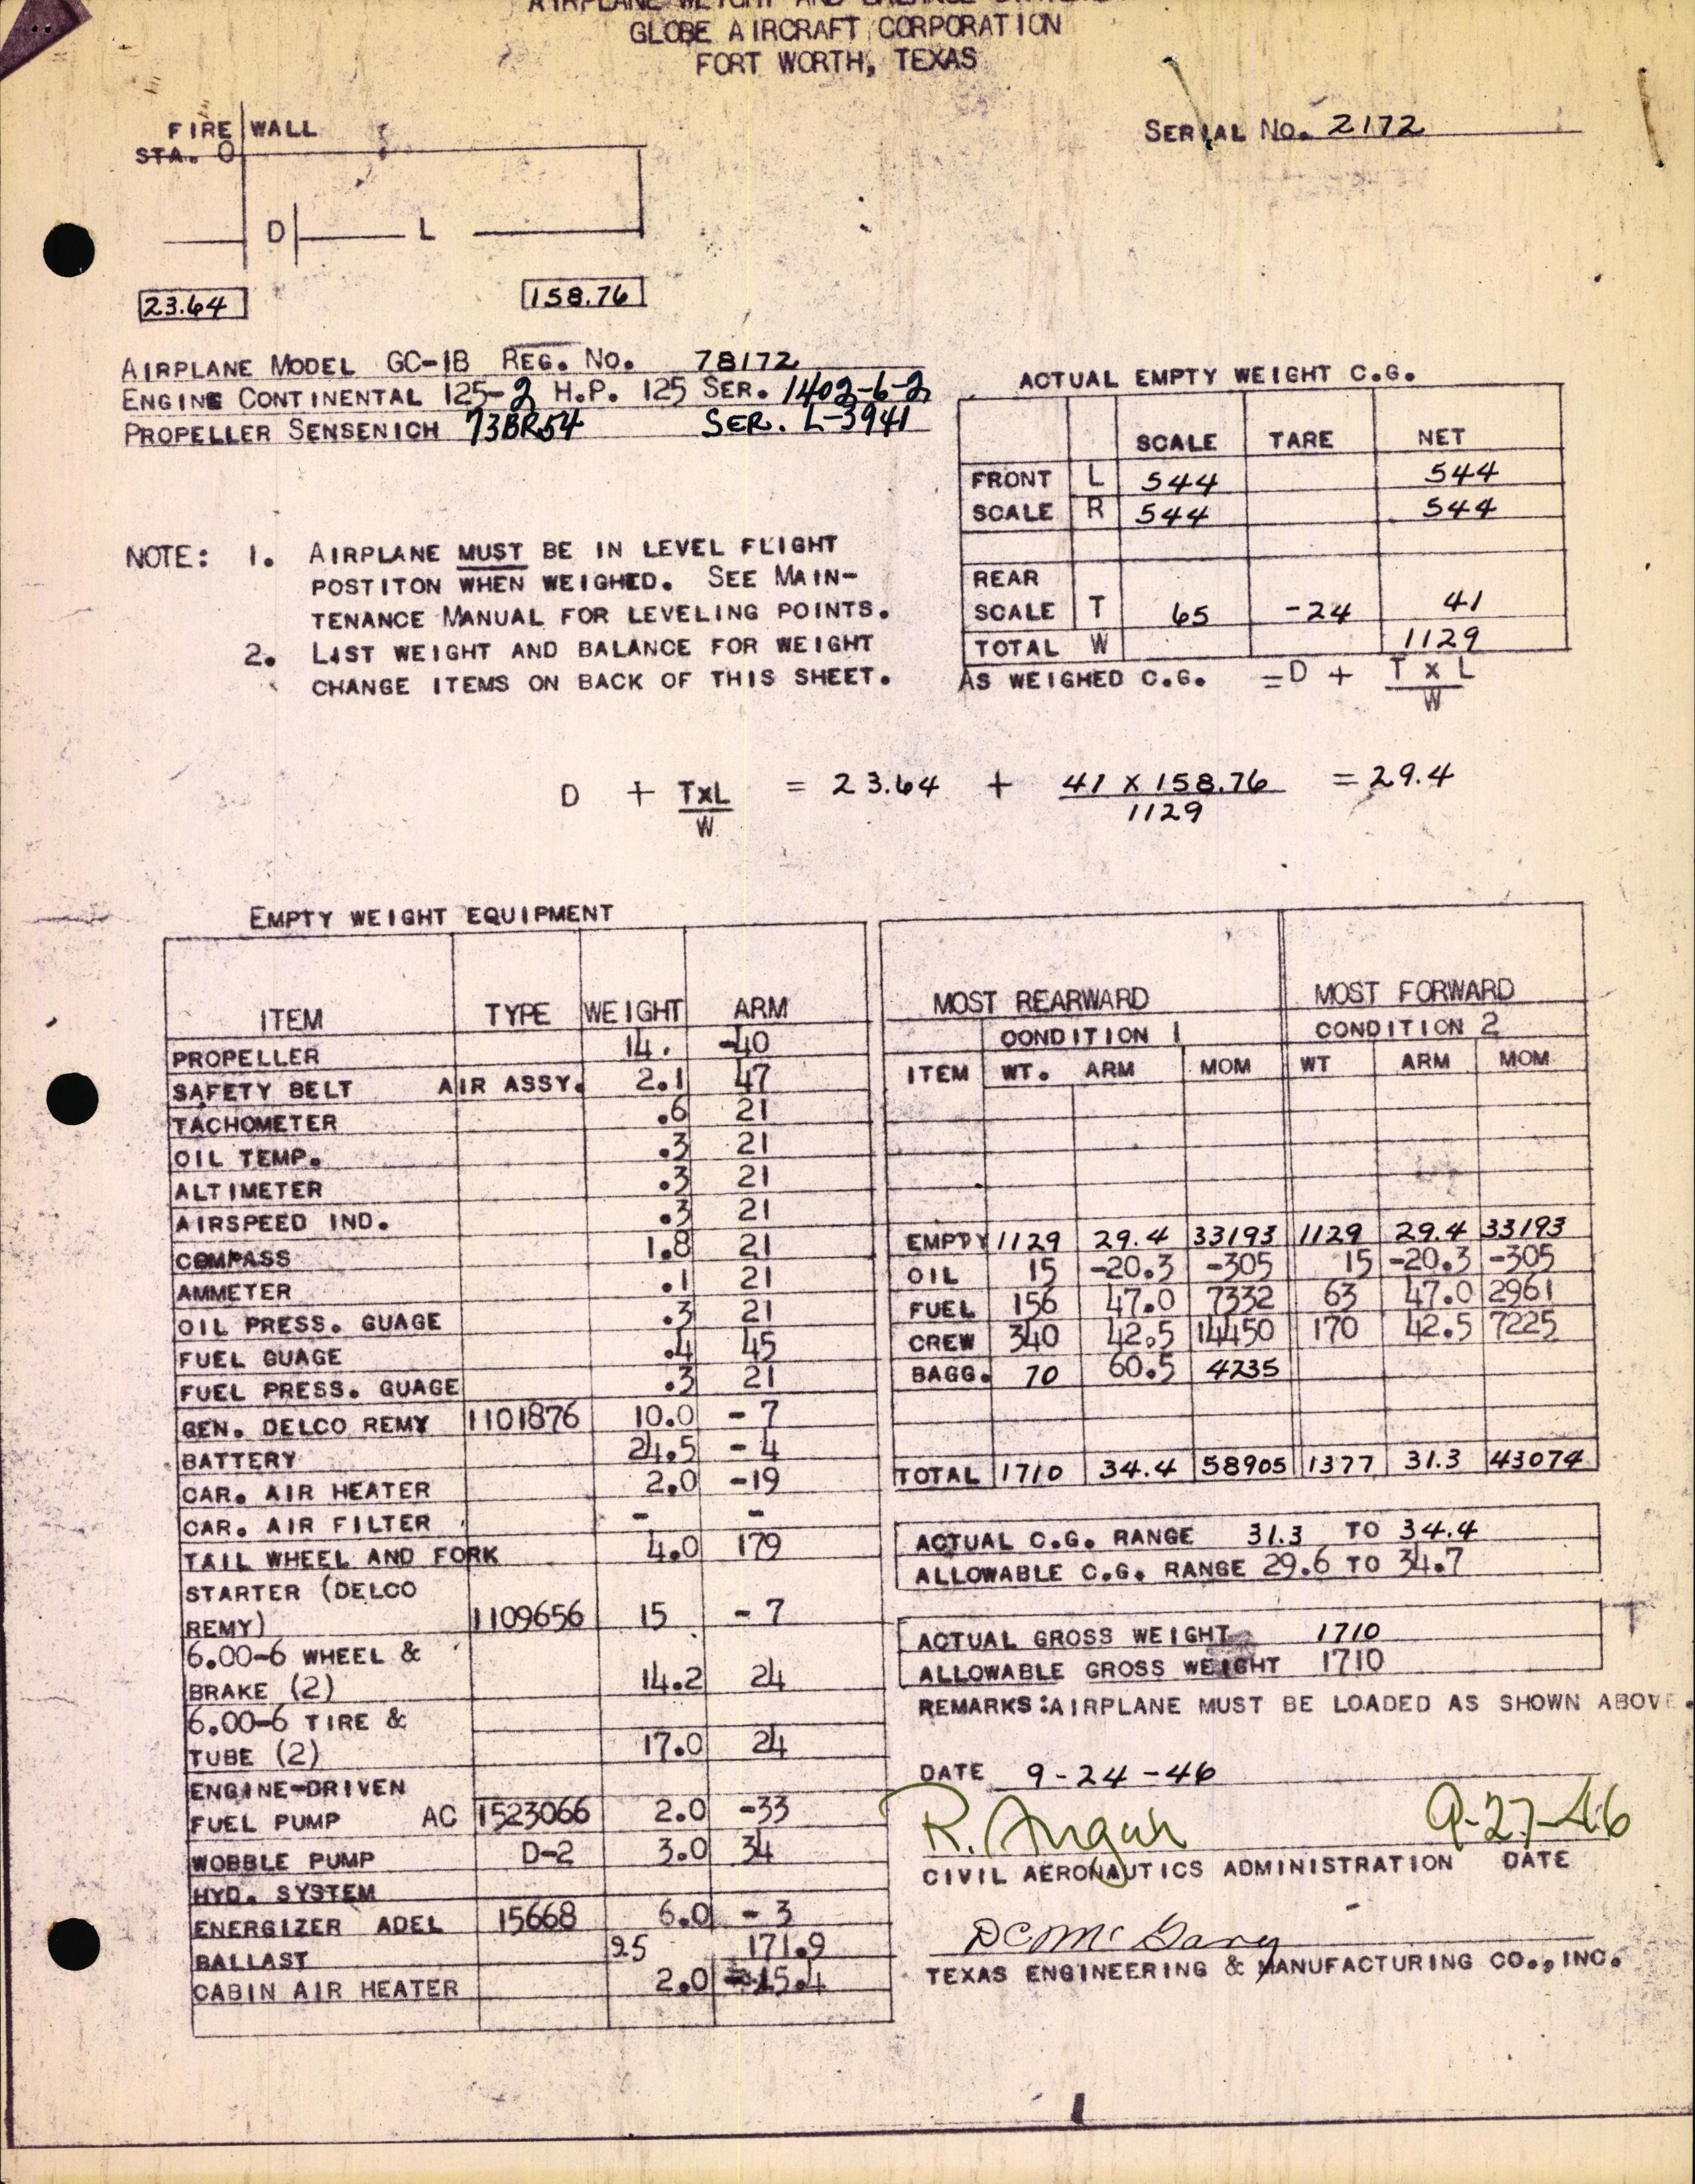 AIRPLANE WEIGHT AND BALANCE
GLOBE AIRCRAFT CORPORATION
FORT WORTH, TEXAS
FIRE WALL
STA. 0
SERIAL NO. 2172
D L
23.64 158.76
AIRPLANE MODEL GC-1B REG. NO. 78172
ENGINE CONTINENTAL 125-2 H.P. 125 SER. 1402-6-2
PROPELLER SENSENICH 73BR54 SER. L-3941
ACTUAL EMPTY WEIGHT C.G.
SCALE TARE NET
FRONT L 544 544
SCALE R 544 544
REAR
SCALE T 65 -24 41
TOTAL W 1129
AS WEIGHED C.G. = D + T X L
W
NOTE: 1. AIRPLANE MUST BE IN LEVEL FLIGHT
POSTITON WHEN WEIGHED. SEE MAIN-
TENANCE MANUAL FOR LEVELING POINTS.
2. LIST WEIGHT AND BALANCE FOR WEIGHT
CHANGE ITEMS ON BACK OF THIS SHEET.
D + TXL = 23.64 + 41 X 158.76 = 29.4
W 1129
EMPTY WEIGHT EQUIPMENT
ITEM TYPE WEIGHT ARM
PROPELLER 14. -40
SAFETY BELT AIR ASSY. 2.1 47
TACHOMETER .6 21
OIL TEMP. .3 21
ALTIMETER .3 21
AIRSPEED IND. .3 21
COMPASS 1.8 21
AMMETER .1 21
OIL PRESS. GUAGE .3 21
FUEL GUAGE .4 45
FUEL PRESS. GUAGE .3 21
GEN. DELCO REMY 1101876 10.0 - 7
BATTERY 24.5 - 4
CAR. AIR HEATER 2.0 -19
CAR. AIR FILTER - -
TAIL WHEEL AND FORK 4.0 179
STARTER (DELCO
REMY) 1109656 15 - 7
6.00-6 WHEEL &
BRAKE (2) 14.2 24
6.00-6 TIRE &
TUBE (2) 17.0 24
ENGINE-DRIVEN
FUEL PUMP AC 1523066 2.0 -33
WOBBLE PUMP D-2 3.0 34
HYD. SYSTEM
ENERGIZER ADEL 15668 6.0 - 3
BALLAST 25 171.9
CABIN AIR HEATER 2.0 -15.4
MOST REARWARD MOST FORWARD
CONDITION 1 CONDITION 2
ITEM WT. ARM MOM WT ARM MOM
EMPTY 1129 29.4 33193 1129 29.4 33193
OIL 15 -20.3 -305 15 -20.3 -305
FUEL 156 47.0 7332 63 47.0 2961
CREW 340 42.5 14450 170 42.5 7225
BAGG. 70 60.5 4235
TOTAL 1710 34.4 58905 1377 31.3 43074
ACTUAL C.G. RANGE 31.3 TO 34.4
ALLOWABLE C.G. RANGE 29.6 TO 34.7
ACTUAL GROSS WEIGHT 1710
ALLOWABLE GROSS WEIGHT 1710
REMARKS: AIRPLANE MUST BE LOADED AS SHOWN ABOVE.
DATE 9-24-46
R. 9-27-46
CIVIL AERONAUTICS ADMINISTRATION DATE
DC Mc
TEXAS ENGINEERING & MANUFACTURING CO., INC.
1